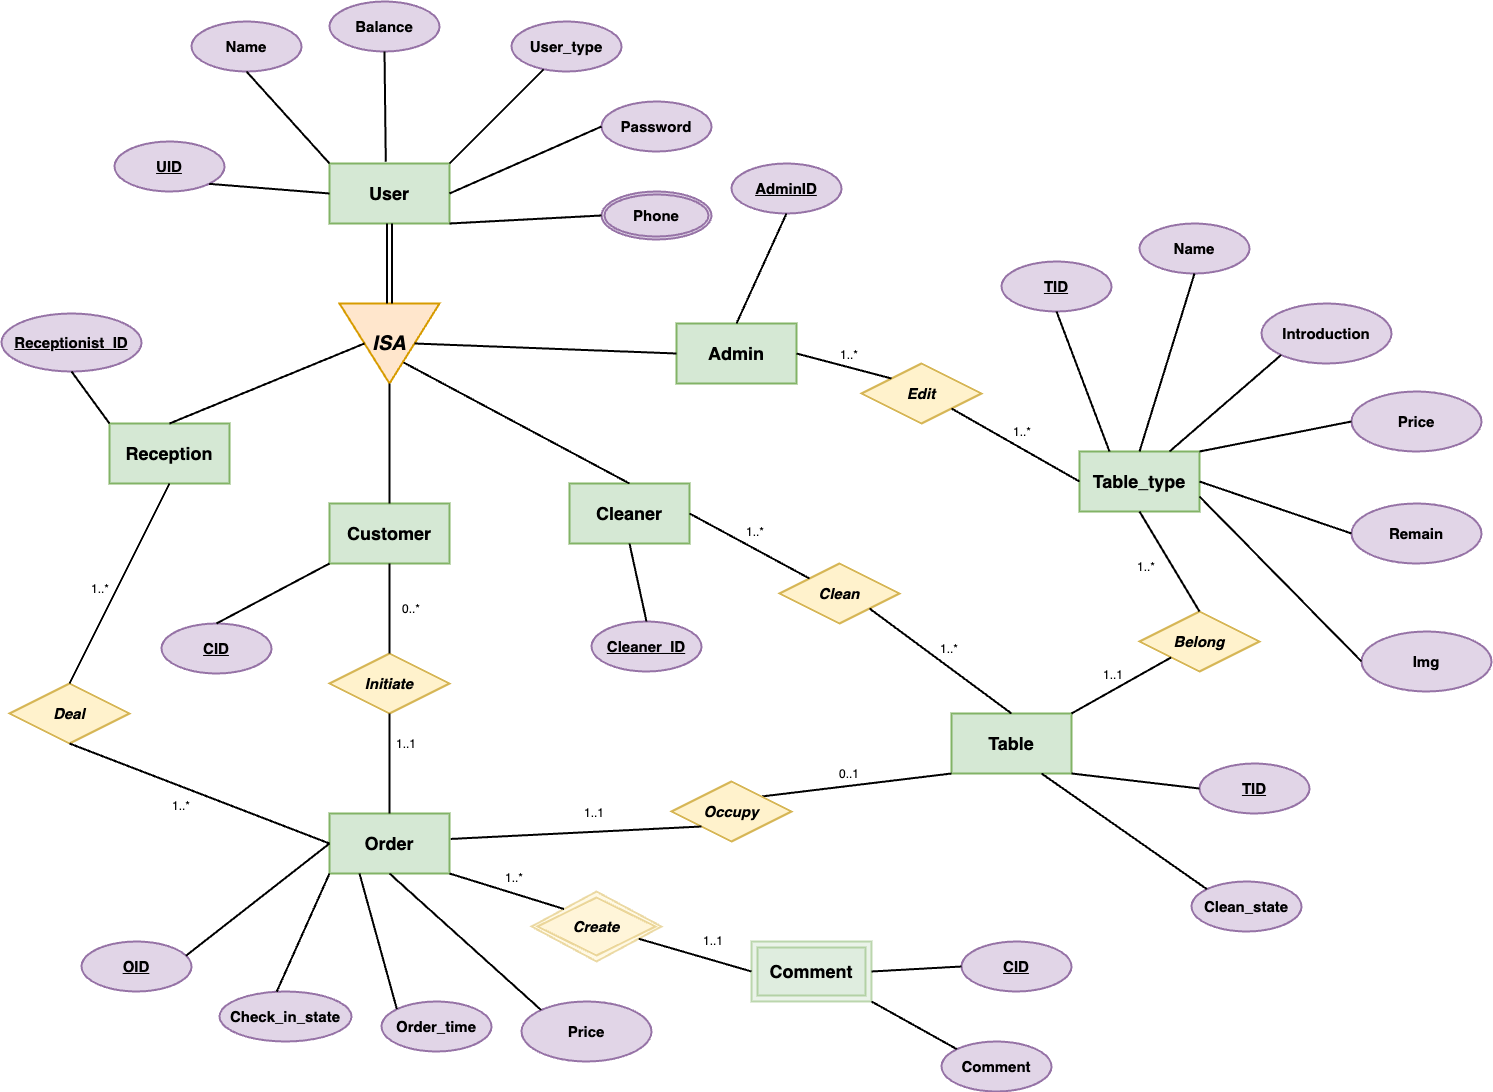 Balance
Name
User_type
Password
UID
User
AdminID
Phone
Name
TID
Introduction
Receptionist_ID
ISA
Admin
1..*
Edit
Price
1..*
Reception
Table_type
Cleaner
Customer
1..*
Remain
1..*
1..*
Clean
0..*
Belong
CID
Cleaner_ID
1..*
Img
1..1
Initiate
Deal
1..1
Table
0..1
TID
1..*
1..1
Occupy
Order
1..*
Clean_state
Create
1..1
OID
Comment
CID
Check_in_state
Order_time
Price
Comment